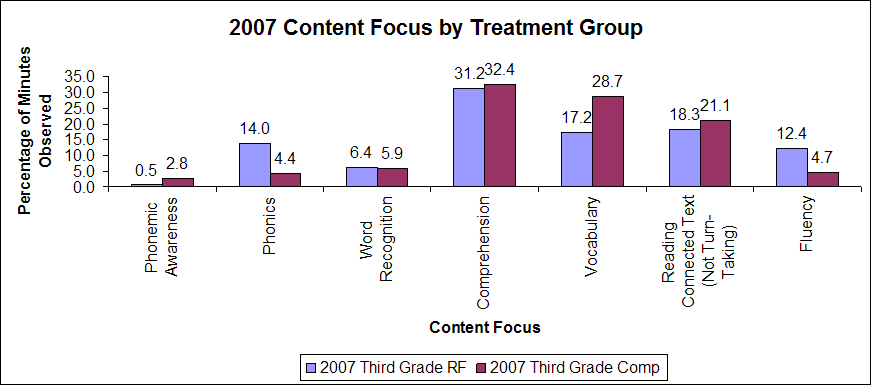 2007 Content Focus by Treatment Group
Percentage of Minutes
Observed
35.0
30.0
25.0
20.0
15.0
10.0
5.0
0.0
0.5
2.8
14.0
4.4
6.4
5.9
31.2
32.4
17.2
28.7
18.3
21.1
12.4
4.7
Phonemic
Awareness
Phonics
Word
Recognition
Comprehension
Vocabulary
Reading
Connected Text
(Not Turn-
Taking)
Fluency
Content Focus
2007 Third Grade RF
2007 Third Grade Comp